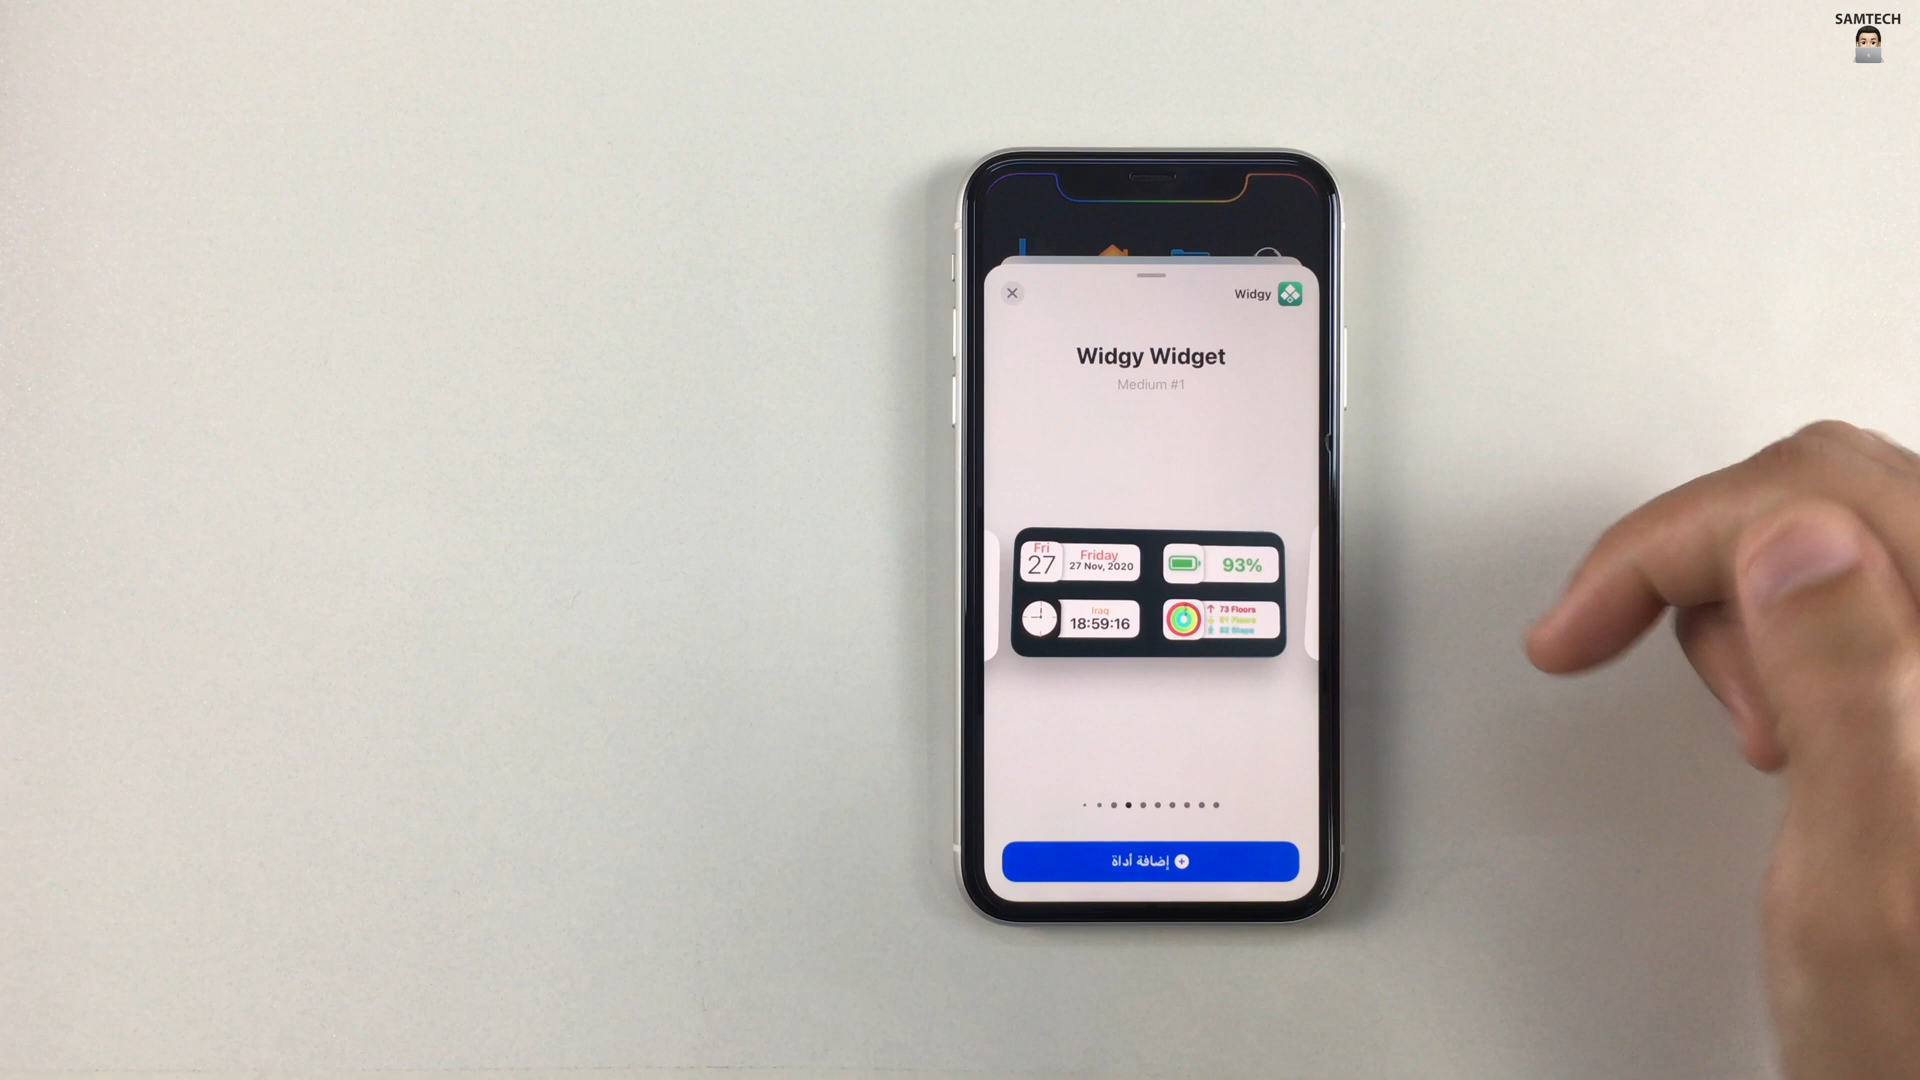 SAMTECH
Widgy
Widgy Widget
Medium #1
Fri
27
Friday
27 Nov, 2020
93%
Iraq
18:59:16
73 Floors
إضافة أداة